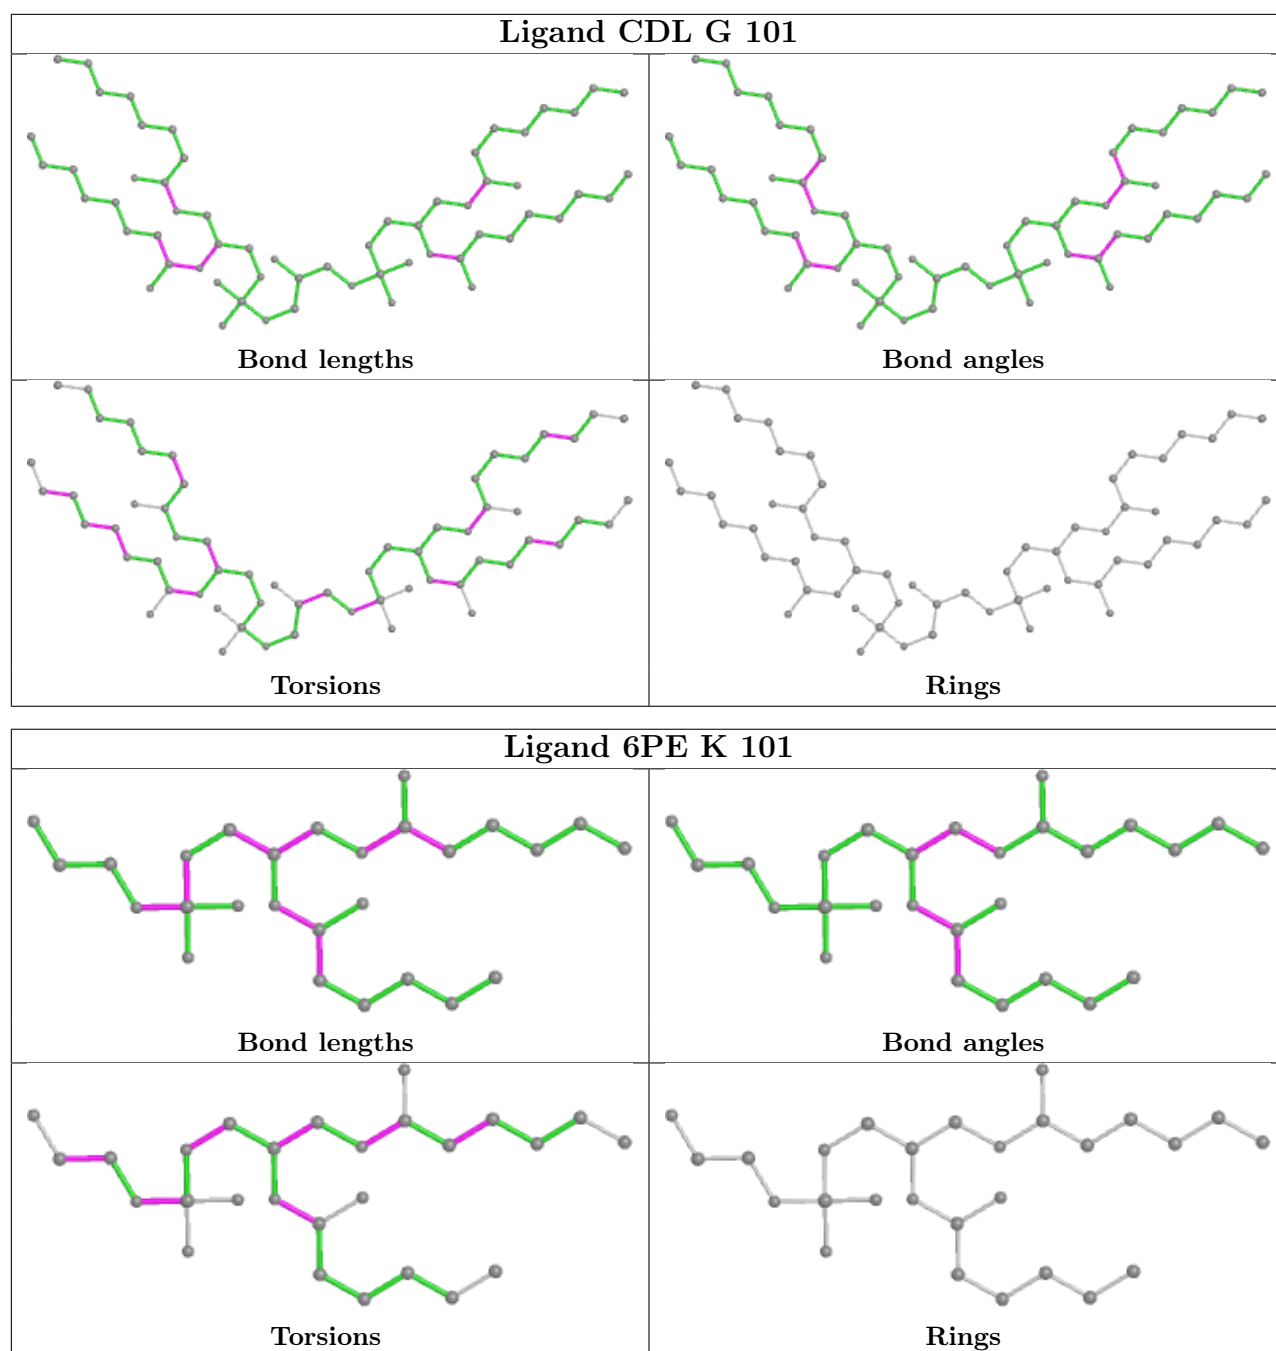 Ligand CDL G 101
Bond lengths
Bond angles
Torsions
Rings
Ligand 6PE K 101
Bond lengths
Bond angles
Torsions
Rings